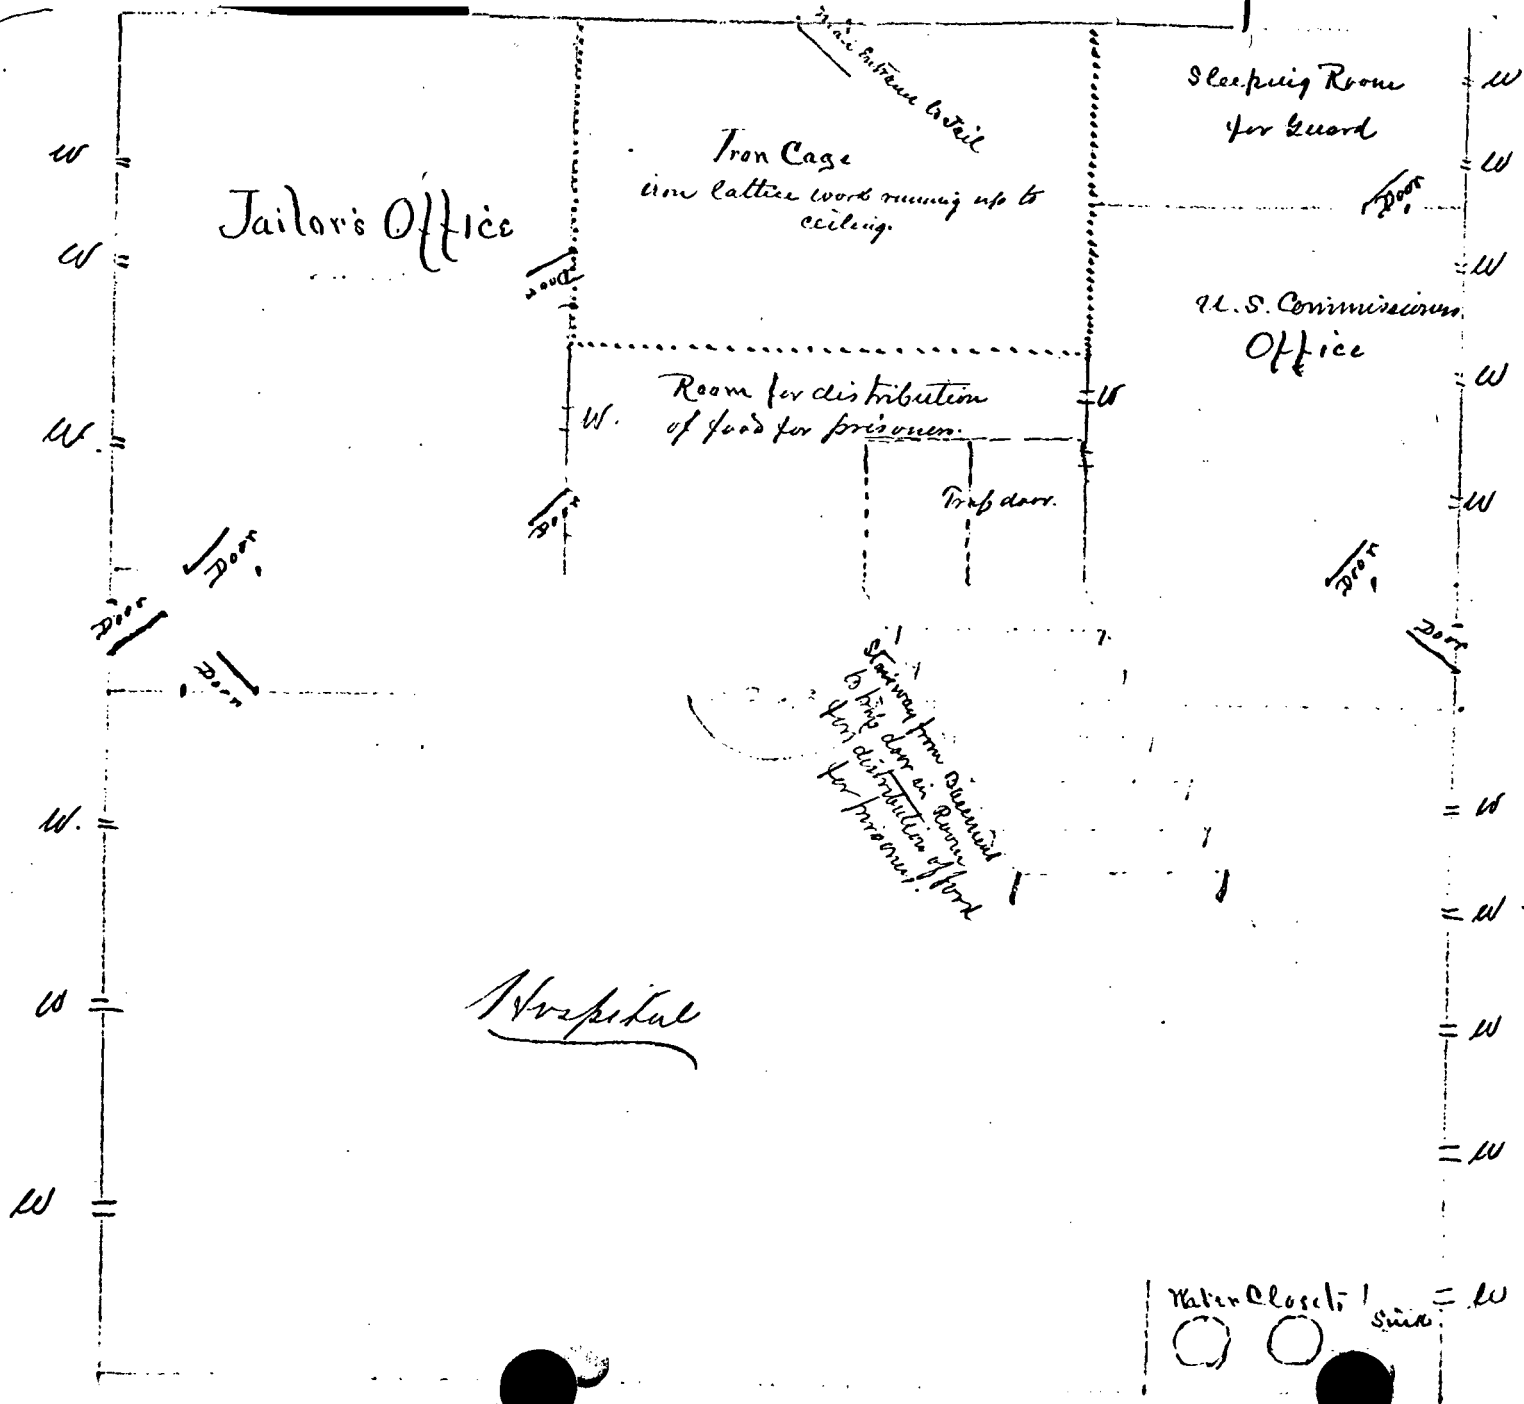 Main Entrance to Jail
Sleeping Room
for Guard
W
W
W
Iron Cage
iron lattice work running up to
ceiling.
Door
Jailor's Office
W
W
Door
U.S. Commissioners
Office
W
Room for distribution
of food for prisoners.
W.
W
W
W
Trap door.
Door
Door
Door
Door
Door
Door
Stairway from Basement
to trap door in Room
for distribution of food
for prisoners.
W.
W
W
W
Hospital
W
W
W
Water Closets
Sink
W